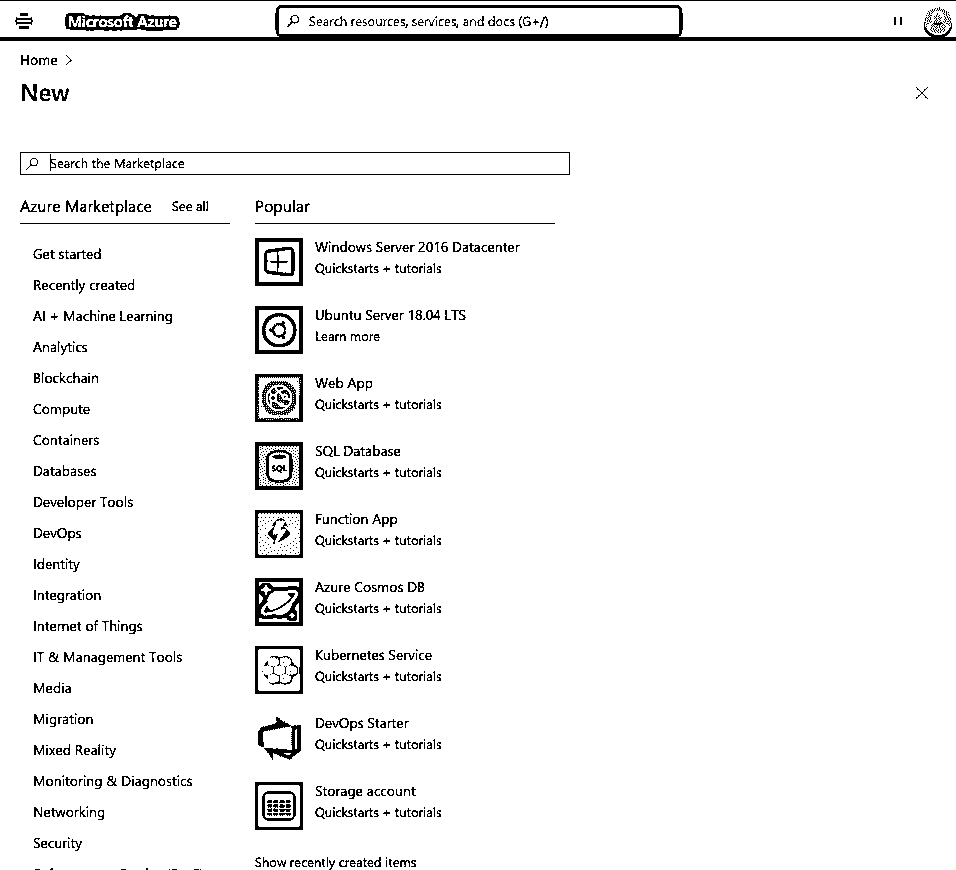 Microsoft Azure
Search resources, services, and docs (G+/)
Home >
New
Search the Marketplace
Azure Marketplace See all
Get started
Recently created
AI + Machine Learning
Analytics
Blockchain
Compute
Containers
Databases
Developer Tools
DevOps
Identity
Integration
Internet of Things
IT & Management Tools
Media
Migration
Mixed Reality
Monitoring & Diagnostics
Networking
Security
Popular
Windows Server 2016 Datacenter
Quickstarts + tutorials
Ubuntu Server 18.04 LTS
Learn more
Web App
Quickstarts + tutorials
SQL
SQL Database
Quickstarts + tutorials
Function App
Quickstarts + tutorials
Azure Cosmos DB
Quickstarts + tutorials
Kubernetes Service
Quickstarts + tutorials
DevOps Starter
Quickstarts + tutorials
Storage account
Quickstarts + tutorials
Show recently created items